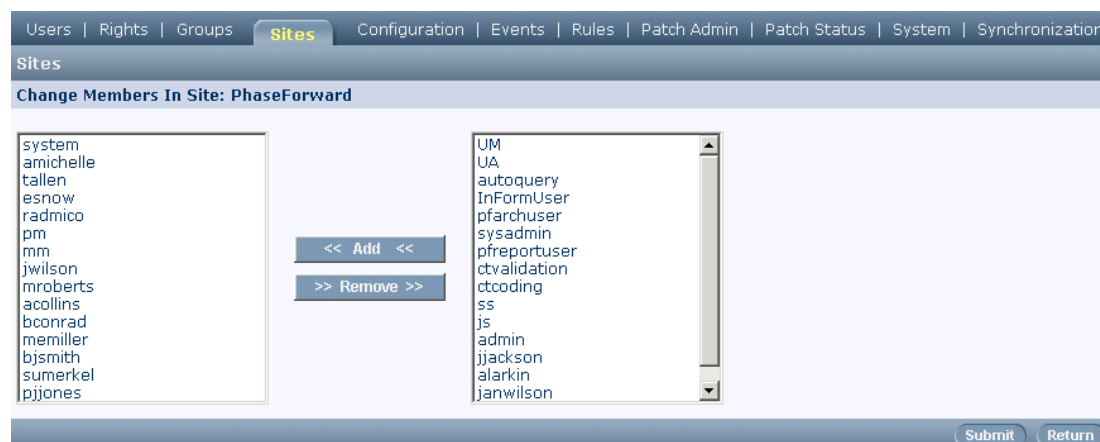 Users | Rights | Groups Sites Configuration | Events | Rules | Patch Admin | Patch Status | System | Synchronization
Sites
Change Members In Site: PhaseForward
system
amichelle
tallen
esnow
radmico
pm
mm
jwilson
mroberts
acollins
bconrad
memiller
bjsmith
sumerkel
pjjones
<< Add <<
>> Remove >>
UM
UA
autoquery
InFormUser
pfarchuser
sysadmin
pfreportuser
ctvalidation
ctcoding
ss
js
admin
jjackson
alarkin
janwilson
Submit Return